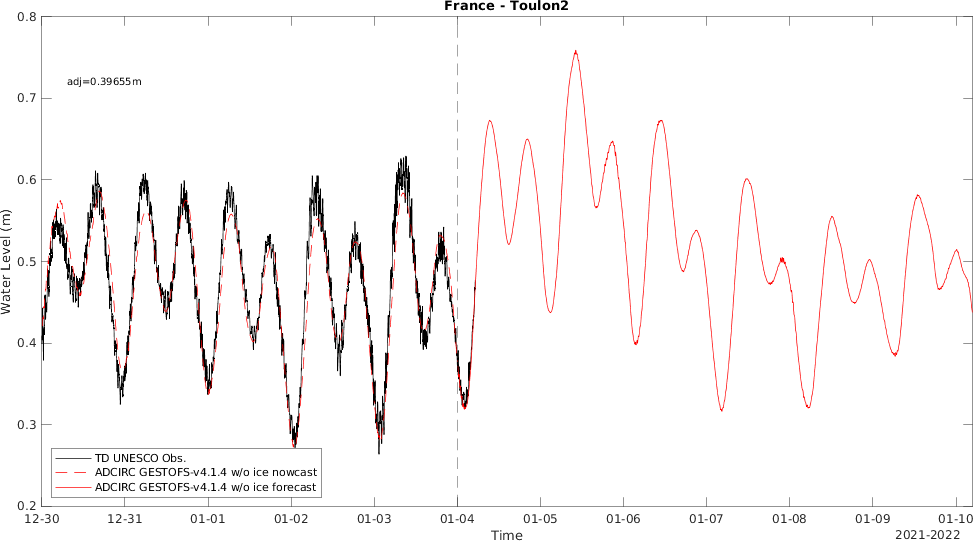 France - Toulon2
0.8
0.7
0.6
0.5
0.4
0.3
0.2
Water Level (m)
adj=0.39655m
TD UNESCO Obs.
ADCIRC GESTOFS-v4.1.4 w/o ice nowcast
ADCIRC GESTOFS-v4.1.4 w/o ice forecast
12-30 12-31 01-01 01-02 01-03 01-04 01-05 01-06 01-07 01-08 01-09 01-10
Time
2021-2022